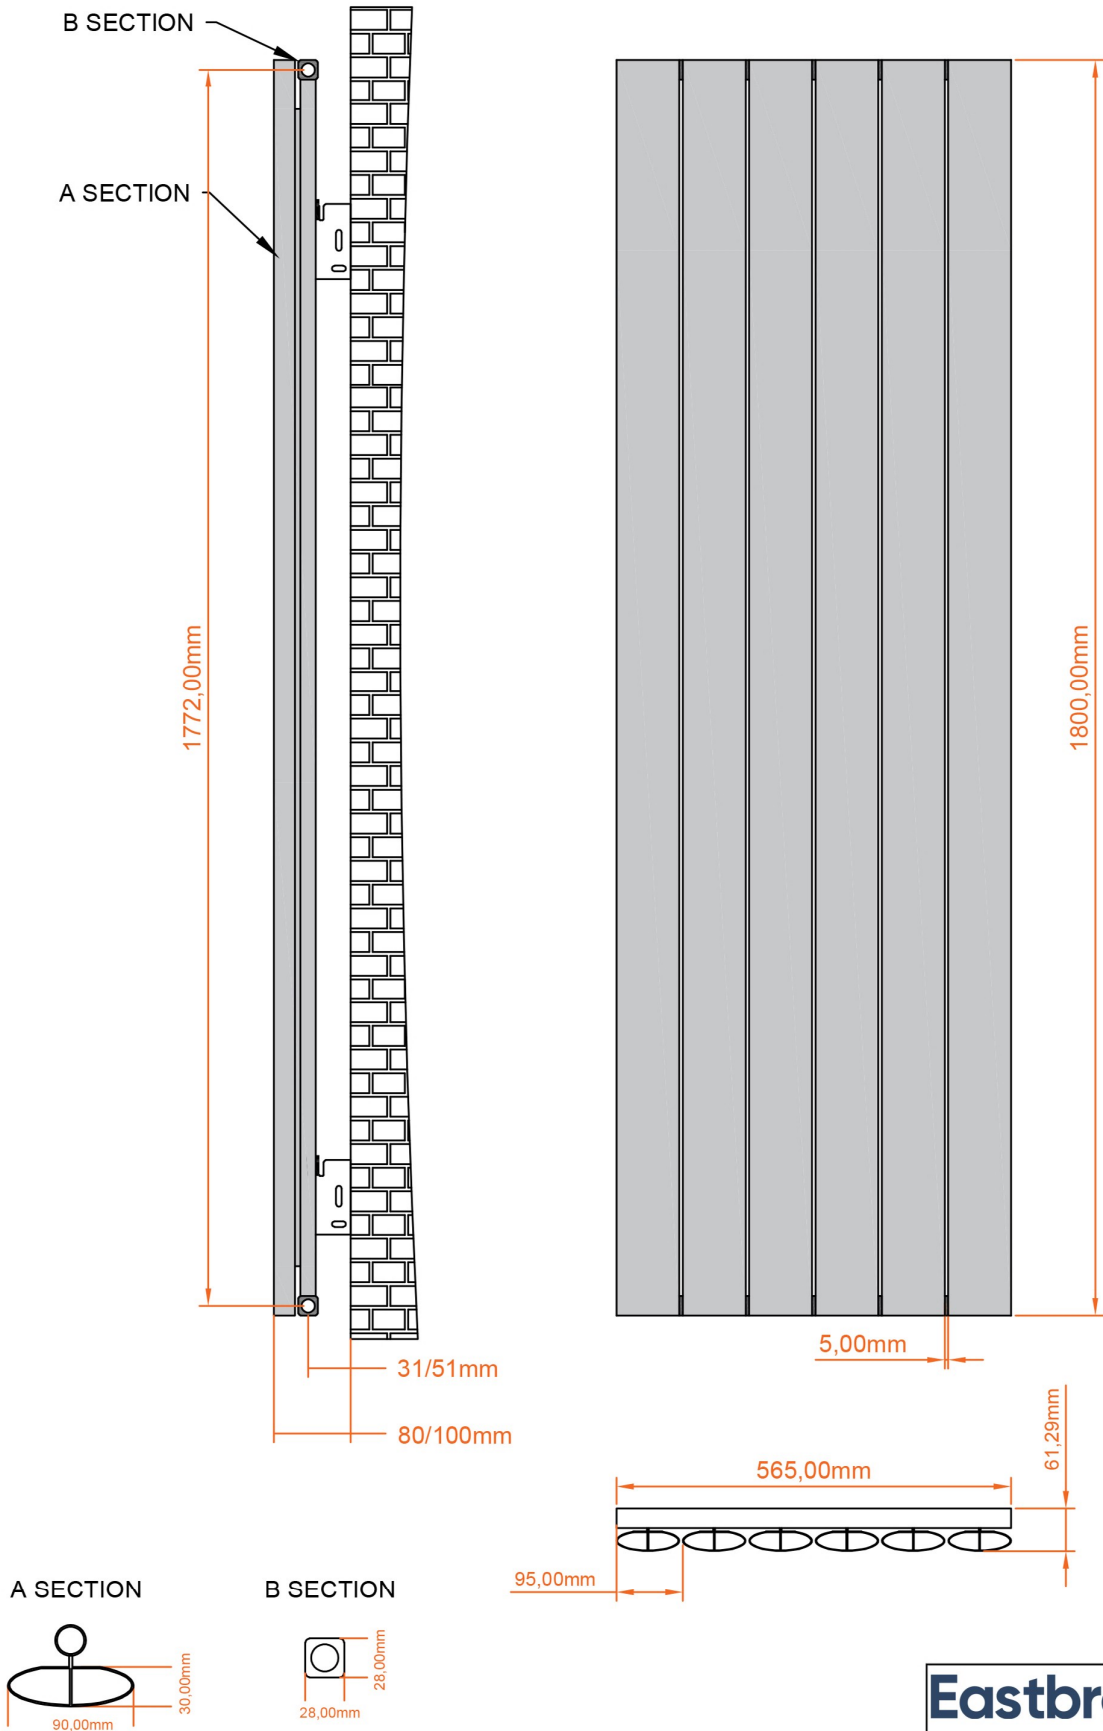 B SECTION
A SECTION
1772,00mm
1800,00mm
5,00mm
31/51mm
80/100mm
61,29mm
565,00mm
95,00mm
A SECTION
B SECTION
30,00mm
90,00mm
28,00mm
28,00mm
Eastbr